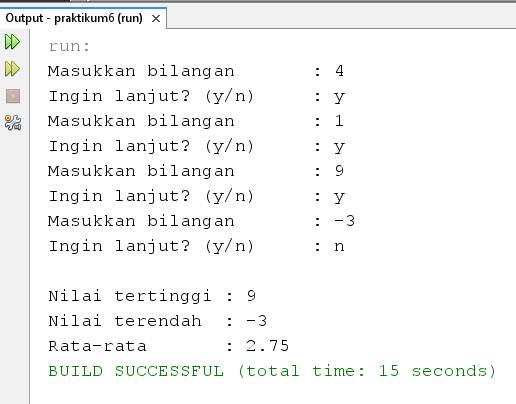 Output - praktikum6 (run) ×
run:
Masukkan bilangan : 4
Ingin lanjut? (y/n) : y
Masukkan bilangan : 1
Ingin lanjut? (y/n) : y
Masukkan bilangan : 9
Ingin lanjut? (y/n) : y
Masukkan bilangan : -3
Ingin lanjut? (y/n) : n
Nilai tertinggi : 9
Nilai terendah : -3
Rata-rata : 2.75
BUILD SUCCESSFUL (total time: 15 seconds)